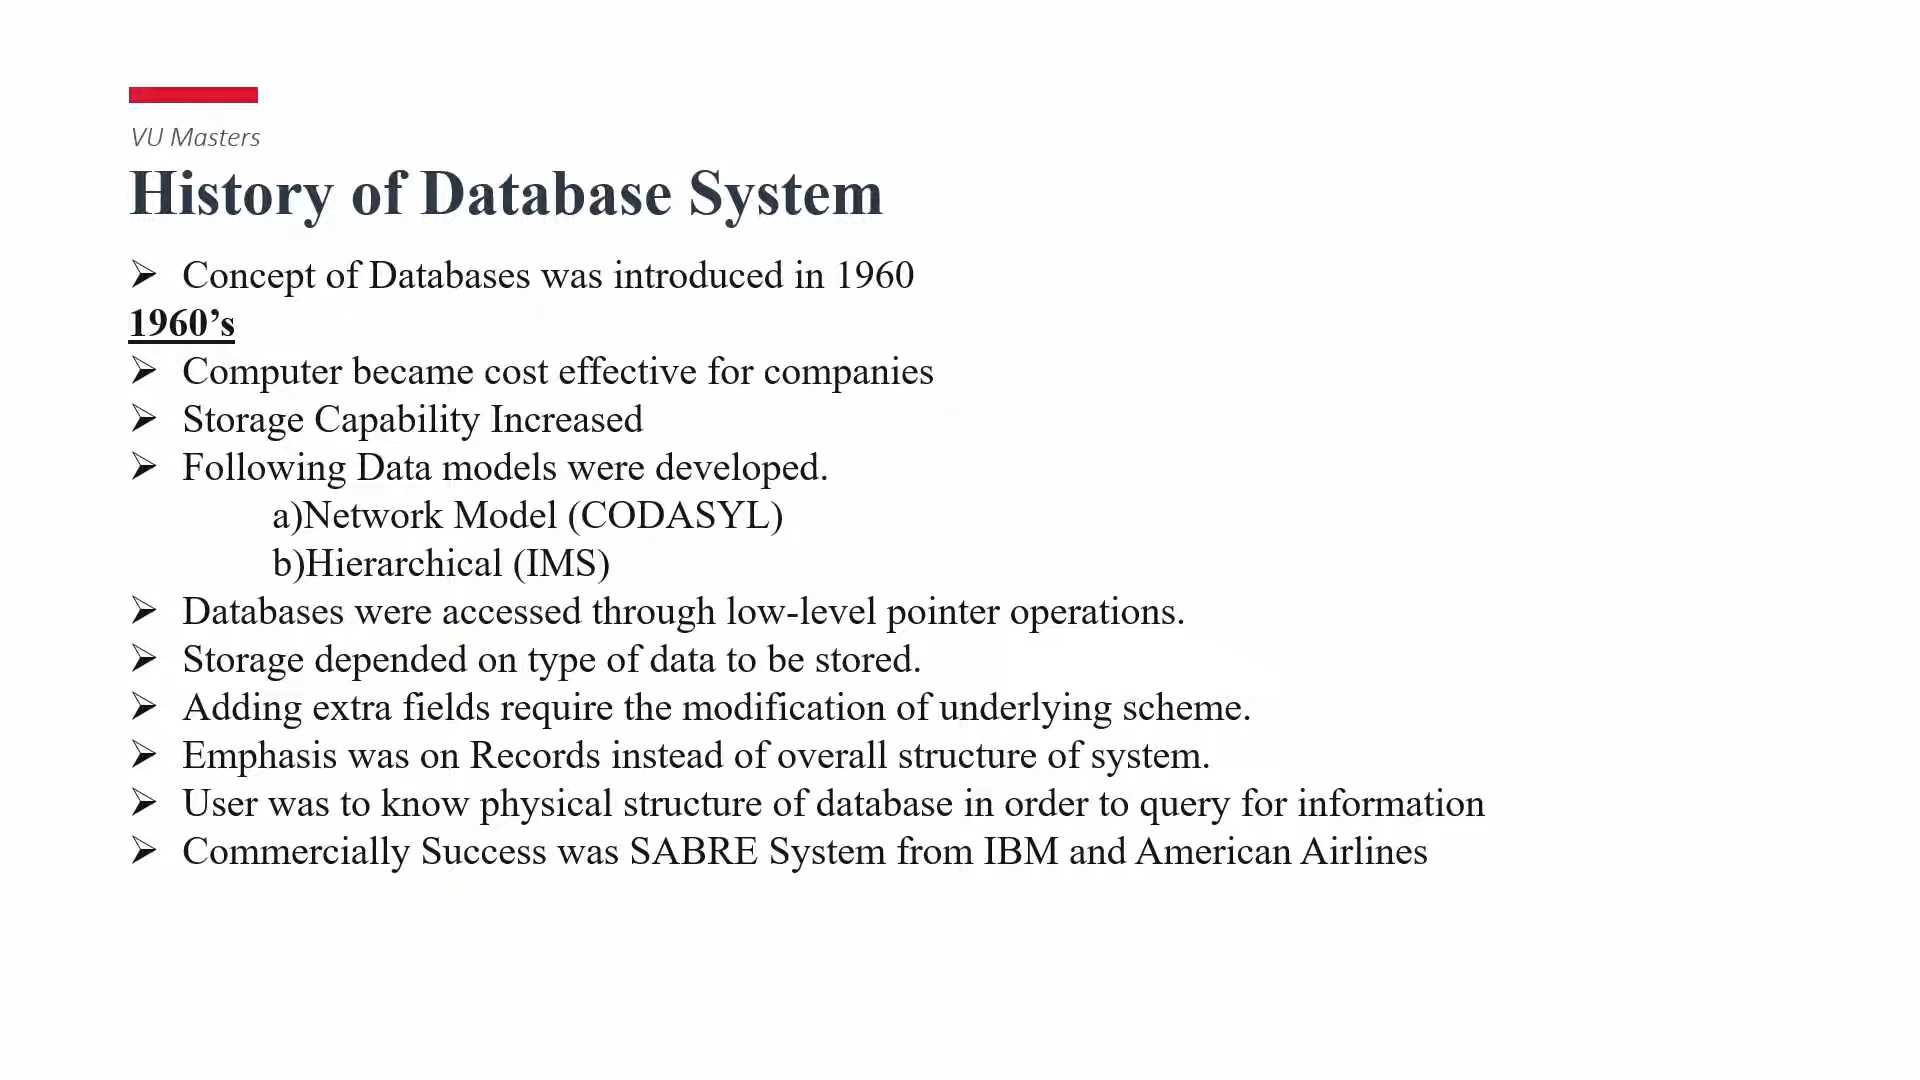 VU Masters
History of Database System
➢ Concept of Databases was introduced in 1960
1960’s
➢ Computer became cost effective for companies
➢ Storage Capability Increased
➢ Following Data models were developed.
a)Network Model (CODASYL)
b)Hierarchical (IMS)
➢ Databases were accessed through low-level pointer operations.
➢ Storage depended on type of data to be stored.
➢ Adding extra fields require the modification of underlying scheme.
➢ Emphasis was on Records instead of overall structure of system.
➢ User was to know physical structure of database in order to query for information
➢ Commercially Success was SABRE System from IBM and American Airlines